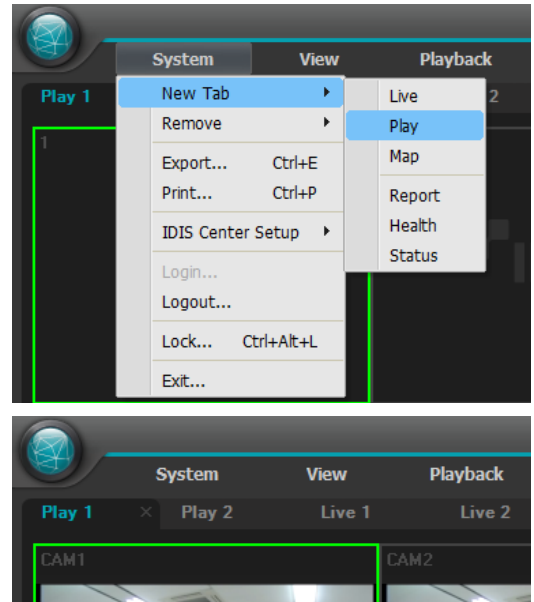 System View Playback
Play 1 2
New Tab
Remove
Export... Ctrl+E
Print... Ctrl+P
IDIS Center Setup
Login...
Logout...
Lock... Ctrl+Alt+L
Exit...
Live
Play
Map
Report
Health
Status
1
System View Playback
Play 1 × Play 2 Live 1 Live 2
CAM1 CAM2